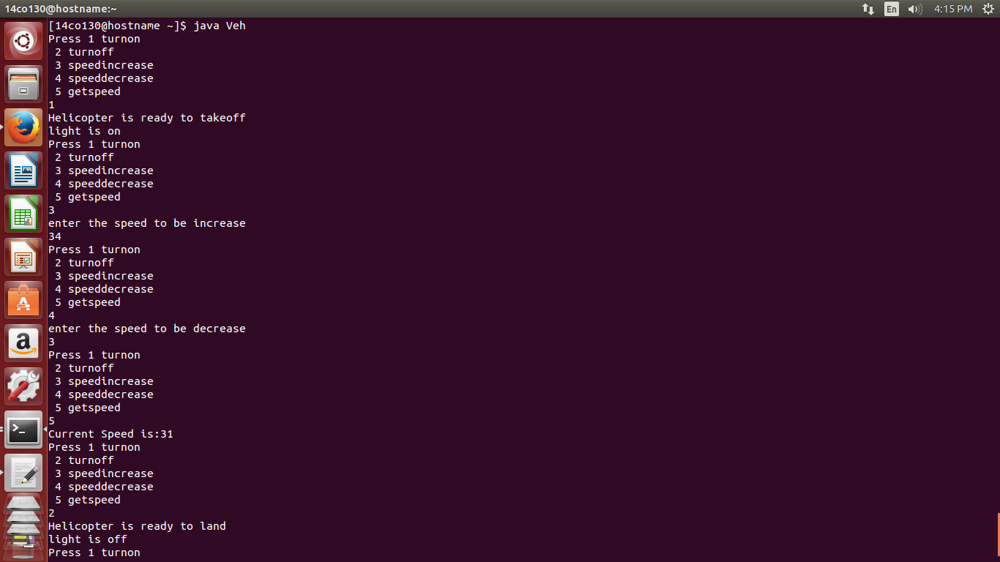 14co130@hostname:~
En
4:15 PM
[14co130@hostname ~]$ java Veh
Press 1 turnon
 2 turnoff
 3 speedincrease
 4 speeddecrease
 5 getspeed
1
Helicopter is ready to takeoff
light is on
Press 1 turnon
 2 turnoff
 3 speedincrease
 4 speeddecrease
 5 getspeed
3
enter the speed to be increase
34
Press 1 turnon
 2 turnoff
 3 speedincrease
 4 speeddecrease
 5 getspeed
4
enter the speed to be decrease
3
Press 1 turnon
 2 turnoff
 3 speedincrease
 4 speeddecrease
 5 getspeed
5
Current Speed is:31
Press 1 turnon
 2 turnoff
 3 speedincrease
 4 speeddecrease
 5 getspeed
2
Helicopter is ready to land
light is off
Press 1 turnon